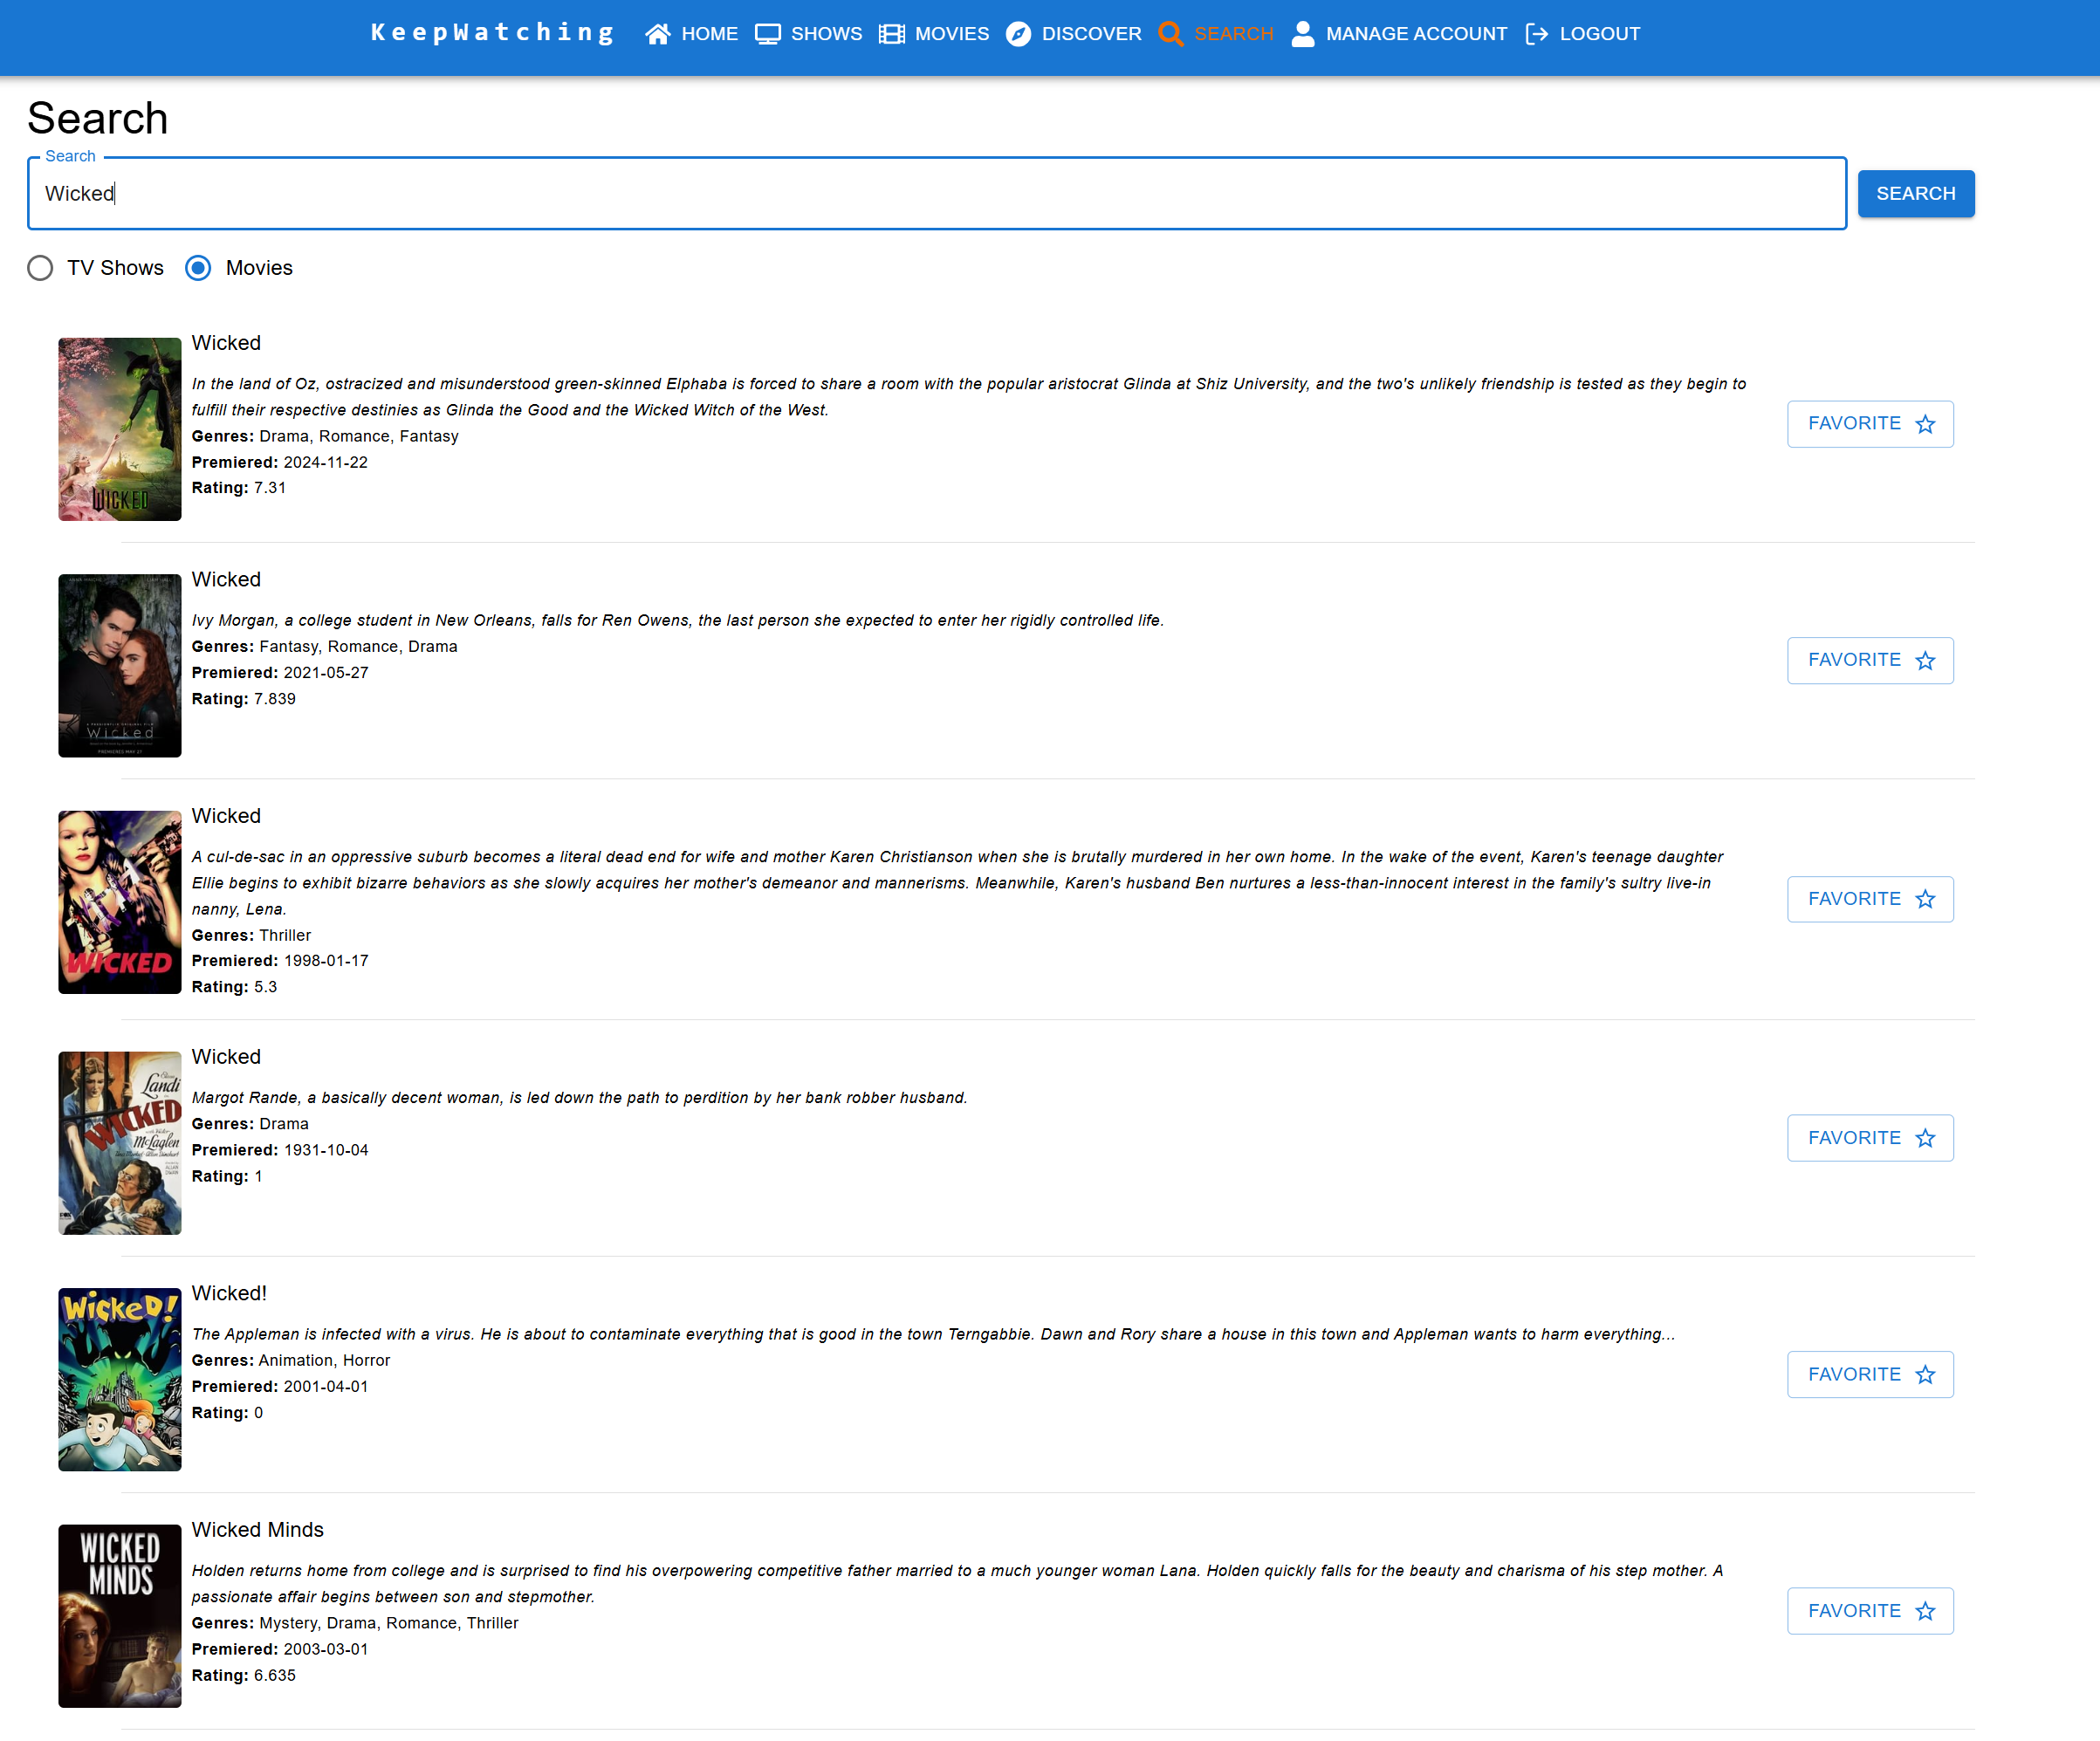 KeepWatching HOME SHOWS MOVIES DISCOVER SEARCH MANAGE ACCOUNT LOGOUT
Search
Search
Wicked
SEARCH
TV Shows Movies
Wicked
In the land of Oz, ostracized and misunderstood green-skinned Elphaba is forced to share a room with the popular aristocrat Glinda at Shiz University, and the two's unlikely friendship is tested as they begin to
fulfill their respective destinies as Glinda the Good and the Wicked Witch of the West.
Genres: Drama, Romance, Fantasy
Premiered: 2024-11-22
Rating: 7.31
WICKED
FAVORITE
Wicked
Ivy Morgan, a college student in New Orleans, falls for Ren Owens, the last person she expected to enter her rigidly controlled life.
Genres: Fantasy, Romance, Drama
Premiered: 2021-05-27
Rating: 7.839
Wicked
PREMIERES MAY 27
FAVORITE
Wicked
A cul-de-sac in an oppressive suburb becomes a literal dead end for wife and mother Karen Christianson when she is brutally murdered in her own home. In the wake of the event, Karen's teenage daughter
Ellie begins to exhibit bizarre behaviors as she slowly acquires her mother's demeanor and mannerisms. Meanwhile, Karen's husband Ben nurtures a less-than-innocent interest in the family's sultry live-in
nanny, Lena.
Genres: Thriller
Premiered: 1998-01-17
Rating: 5.3
WICKED
FAVORITE
Wicked
Margot Rande, a basically decent woman, is led down the path to perdition by her bank robber husband.
Genres: Drama
Premiered: 1931-10-04
Rating: 1
Landi
WICKED
McLaglen
FAVORITE
Wicked!
The Appleman is infected with a virus. He is about to contaminate everything that is good in the town Terngabbie. Dawn and Rory share a house in this town and Appleman wants to harm everything...
Genres: Animation, Horror
Premiered: 2001-04-01
Rating: 0
WickeD!
FAVORITE
Wicked Minds
Holden returns home from college and is surprised to find his overpowering competitive father married to a much younger woman Lana. Holden quickly falls for the beauty and charisma of his step mother. A
passionate affair begins between son and stepmother.
Genres: Mystery, Drama, Romance, Thriller
Premiered: 2003-03-01
Rating: 6.635
WICKED
MINDS
FAVORITE